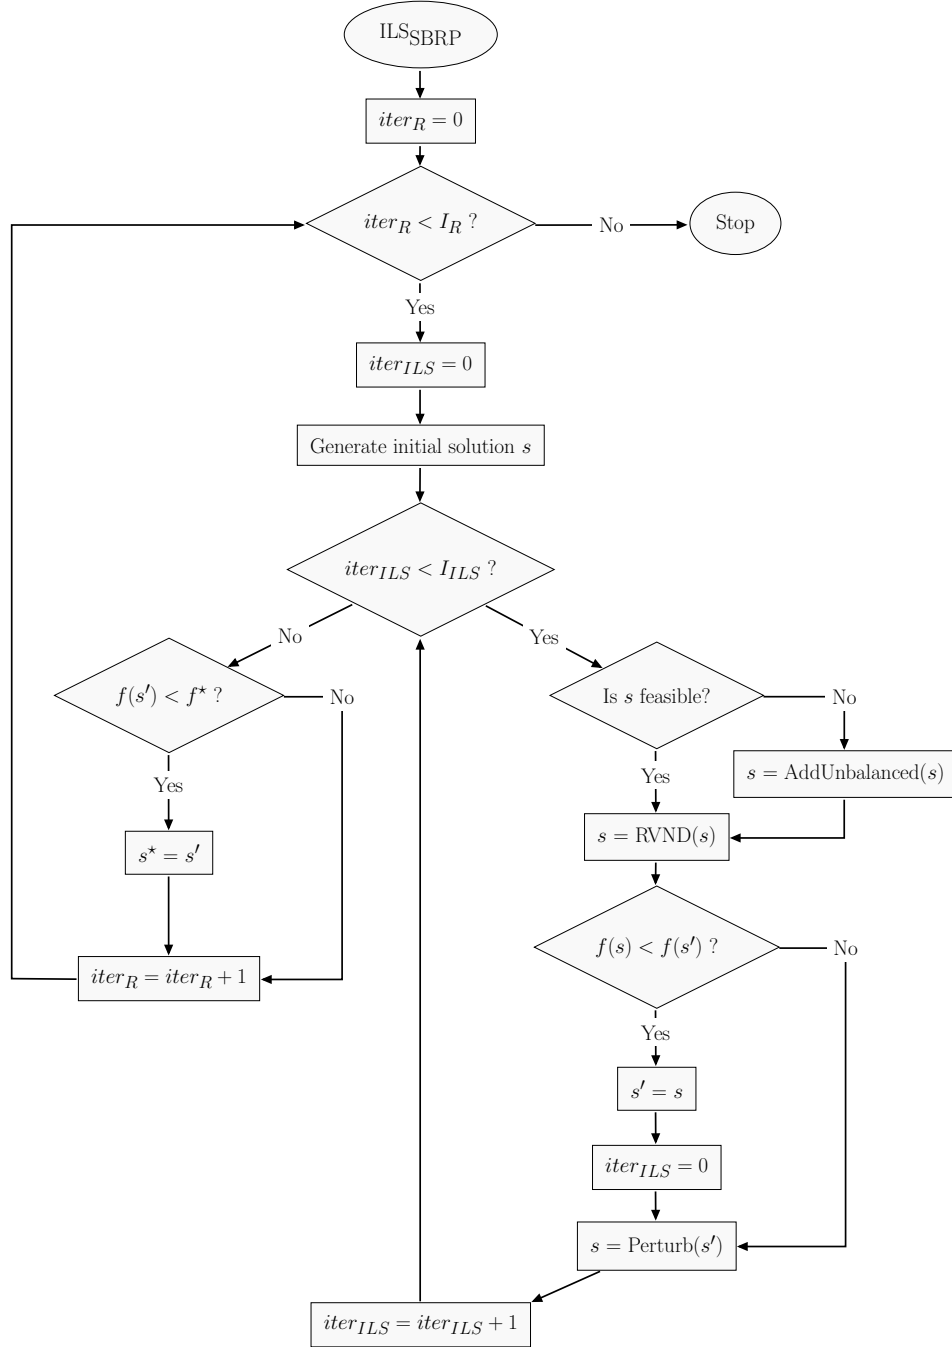 ILS_SBRP
iter_R = 0
iter_R < I_R ?
No
Stop
Yes
iter_ILS = 0
Generate initial solution s
iter_ILS < I_ILS ?
No
Yes
f(s′) < f⋆ ?
No
Is s feasible?
No
Yes
Yes
s = AddUnbalanced(s)
s = RVND(s)
s⋆ = s′
f(s) < f(s′) ?
No
iter_R = iter_R + 1
Yes
s′ = s
iter_ILS = 0
s = Perturb(s′)
iter_ILS = iter_ILS + 1